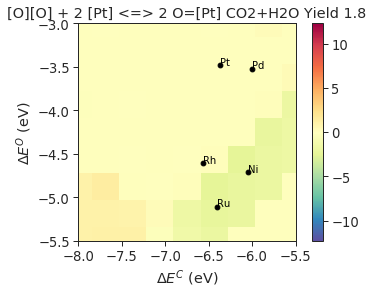 [O][O] + 2 [Pt] <=> 2 O=[Pt] CO2+H2O Yield 1.8
−3.0
−3.5
−4.0
−4.5
−5.0
−5.5
ΔE^O (eV)
Pt
Pd
Rh
Ni
Ru
10
5
0
−5
−10
−8.0 −7.5 −7.0 −6.5 −6.0 −5.5
ΔE^C (eV)